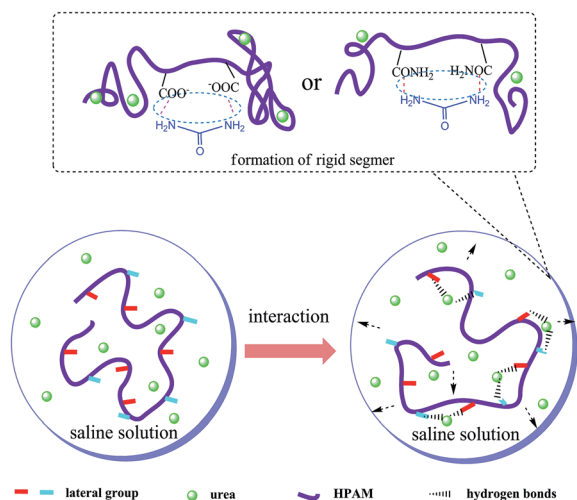 COO⁻
⁻OOC
or
CONH₂
H₂NOC
H₂N
NH₂
O
H₂N
NH₂
O
formation of rigid segmer
interaction
saline solution
saline solution
lateral group
urea
HPAM
hydrogen bonds